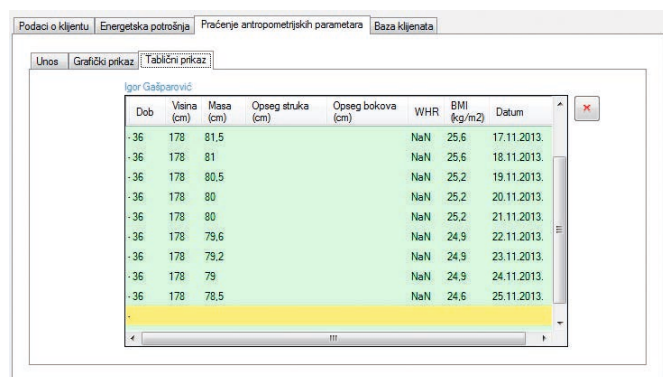 Podaci o klijentu Energetska potrošnja Praćenje antropometrijskih parametara Baza klijenata
Unos Grafički prikaz Tablični prikaz
Igor Gašparović
Dob Visina (cm) Masa (cm) Opseg struka (cm) Opseg bokova (cm) WHR BMI (kg/m2) Datum
- 36 178 81,5 NaN 25,6 17.11.2013.
- 36 178 81 NaN 25,6 18.11.2013.
- 36 178 80,5 NaN 25,2 19.11.2013.
- 36 178 80 NaN 25,2 20.11.2013.
- 36 178 80 NaN 25,2 21.11.2013.
- 36 178 79,6 NaN 24,9 22.11.2013.
- 36 178 79,2 NaN 24,9 23.11.2013.
- 36 178 79 NaN 24,9 24.11.2013.
- 36 178 78,5 NaN 24,6 25.11.2013.
-